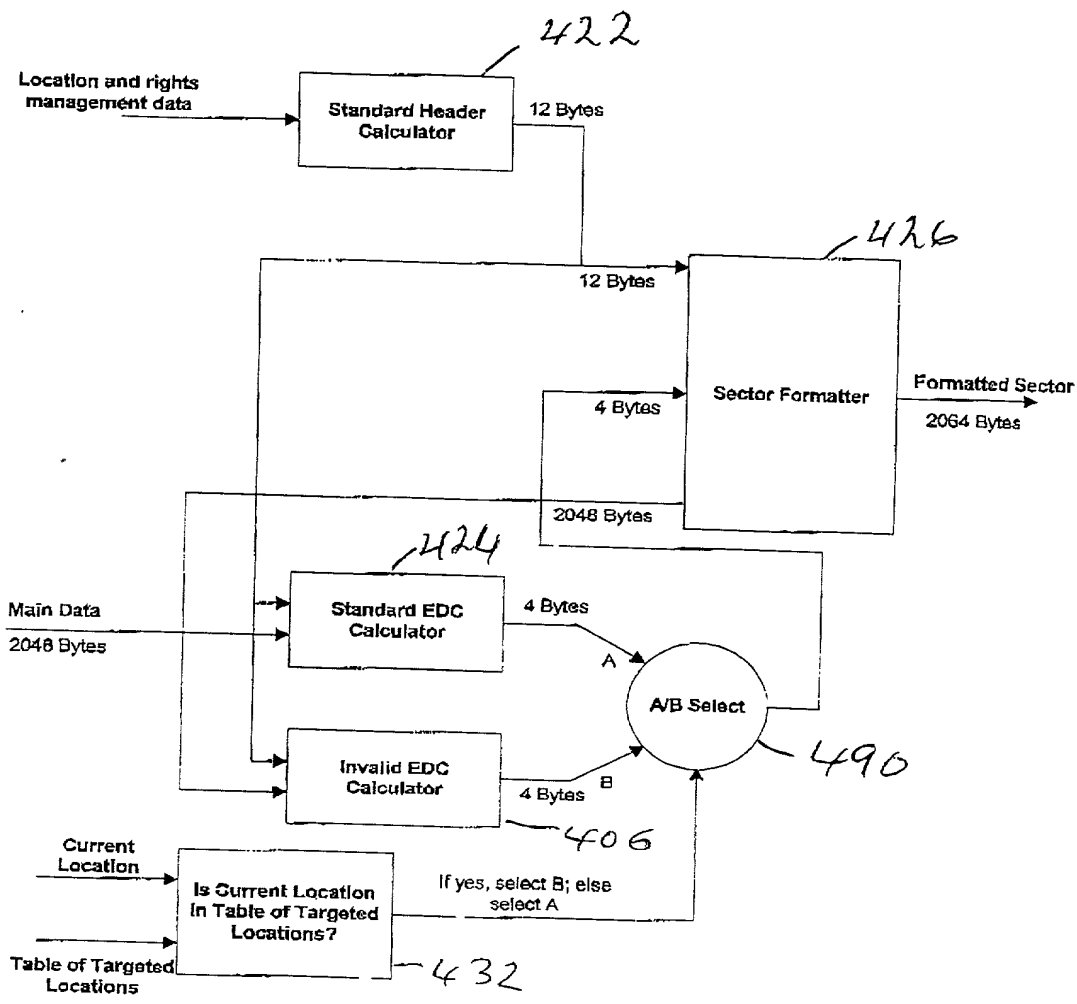 422
Location and rights
management data
Standard Header
Calculator
12 Bytes
426
12 Bytes
Sector Formatter
Formatted Sector
2064 Bytes
4 Bytes
2048 Bytes
424
Main Data
2048 Bytes
Standard EDC
Calculator
4 Bytes
A
A/B Select
490
Invalid EDC
Calculator
4 Bytes
B
406
Current
Location
Is Current Location
in Table of Targeted
Locations?
If yes, select B; else
select A
Table of Targeted
Locations
432